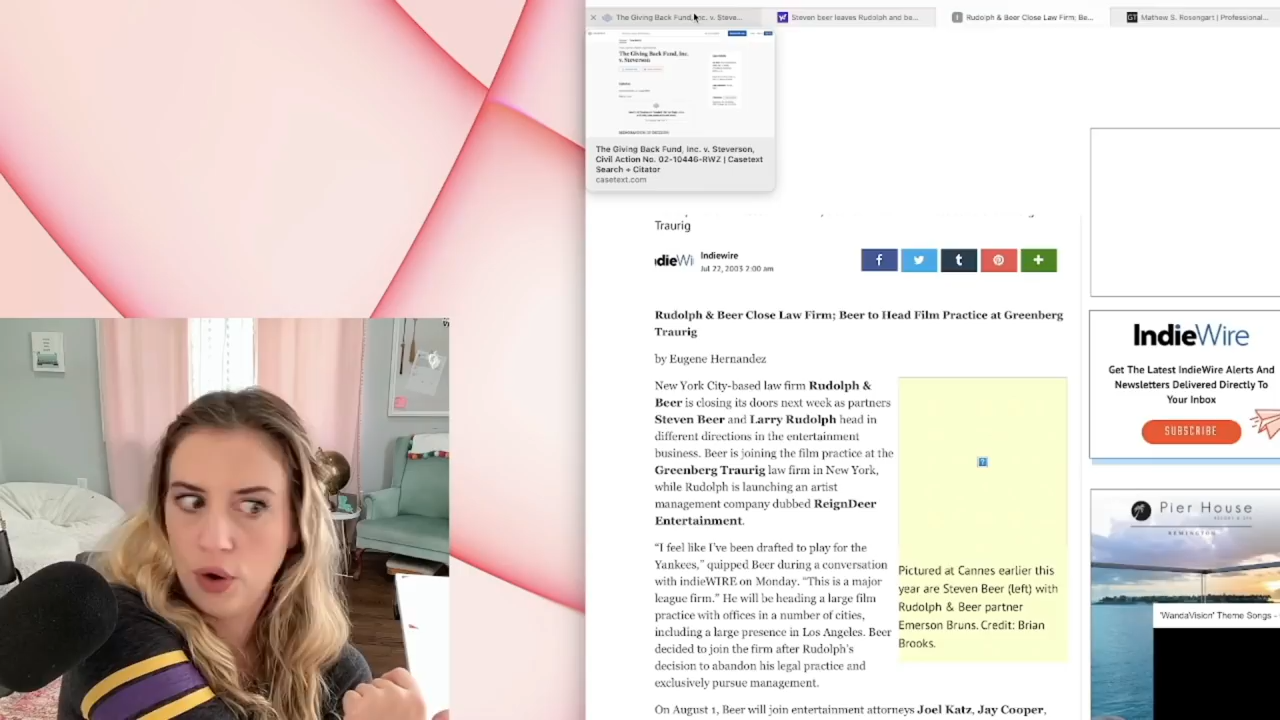 The Giving Back Fund, Inc. v. Steve...
Steven beer leaves Rudolph and be...
Rudolph & Beer Close Law Firm; Be...
GT
Mathew S. Rosengart | Professional...
The Giving Back Fund, Inc.
v. Steverson
The Giving Back Fund, Inc. v. Steverson,
Civil Action No. 02-10446-RWZ | Casetext
Search + Citator
casetext.com
Traurig
Indiewire
Jul 22, 2003 2:00 am
Rudolph & Beer Close Law Firm; Beer to Head Film Practice at Greenberg
Traurig
by Eugene Hernandez
New York City-based law firm Rudolph &
Beer is closing its doors next week as partners
Steven Beer and Larry Rudolph head in
different directions in the entertainment
business. Beer is joining the film practice at the
Greenberg Traurig law firm in New York,
while Rudolph is launching an artist
management company dubbed ReignDeer
Entertainment.
"I feel like I've been drafted to play for the
Yankees," quipped Beer during a conversation
with indieWIRE on Monday. "This is a major
league firm." He will be heading a large film
practice with offices in a number of cities,
including a large presence in Los Angeles. Beer
decided to join the firm after Rudolph's
decision to abandon his legal practice and
exclusively pursue management.
On August 1, Beer will join entertainment attorneys Joel Katz, Jay Cooper,
Pictured at Cannes earlier this
year are Steven Beer (left) with
Rudolph & Beer partner
Emerson Bruns. Credit: Brian
Brooks.
IndieWire
Get The Latest IndieWire Alerts And
Newsletters Delivered Directly To
Your Inbox
SUBSCRIBE
Pier House
RESORT & SPA
REMINGTON
'WandaVision' Theme Songs -